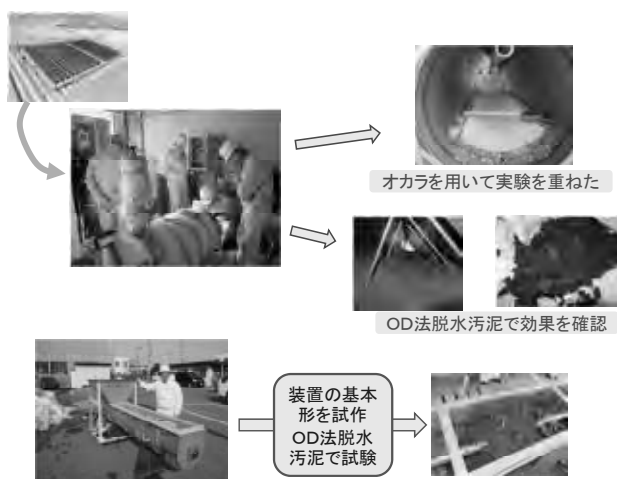 オカラを用いて実験を重ねた
OD法脱水汚泥で効果を確認
装置の基本
形を試作
OD法脱水
汚泥で試験